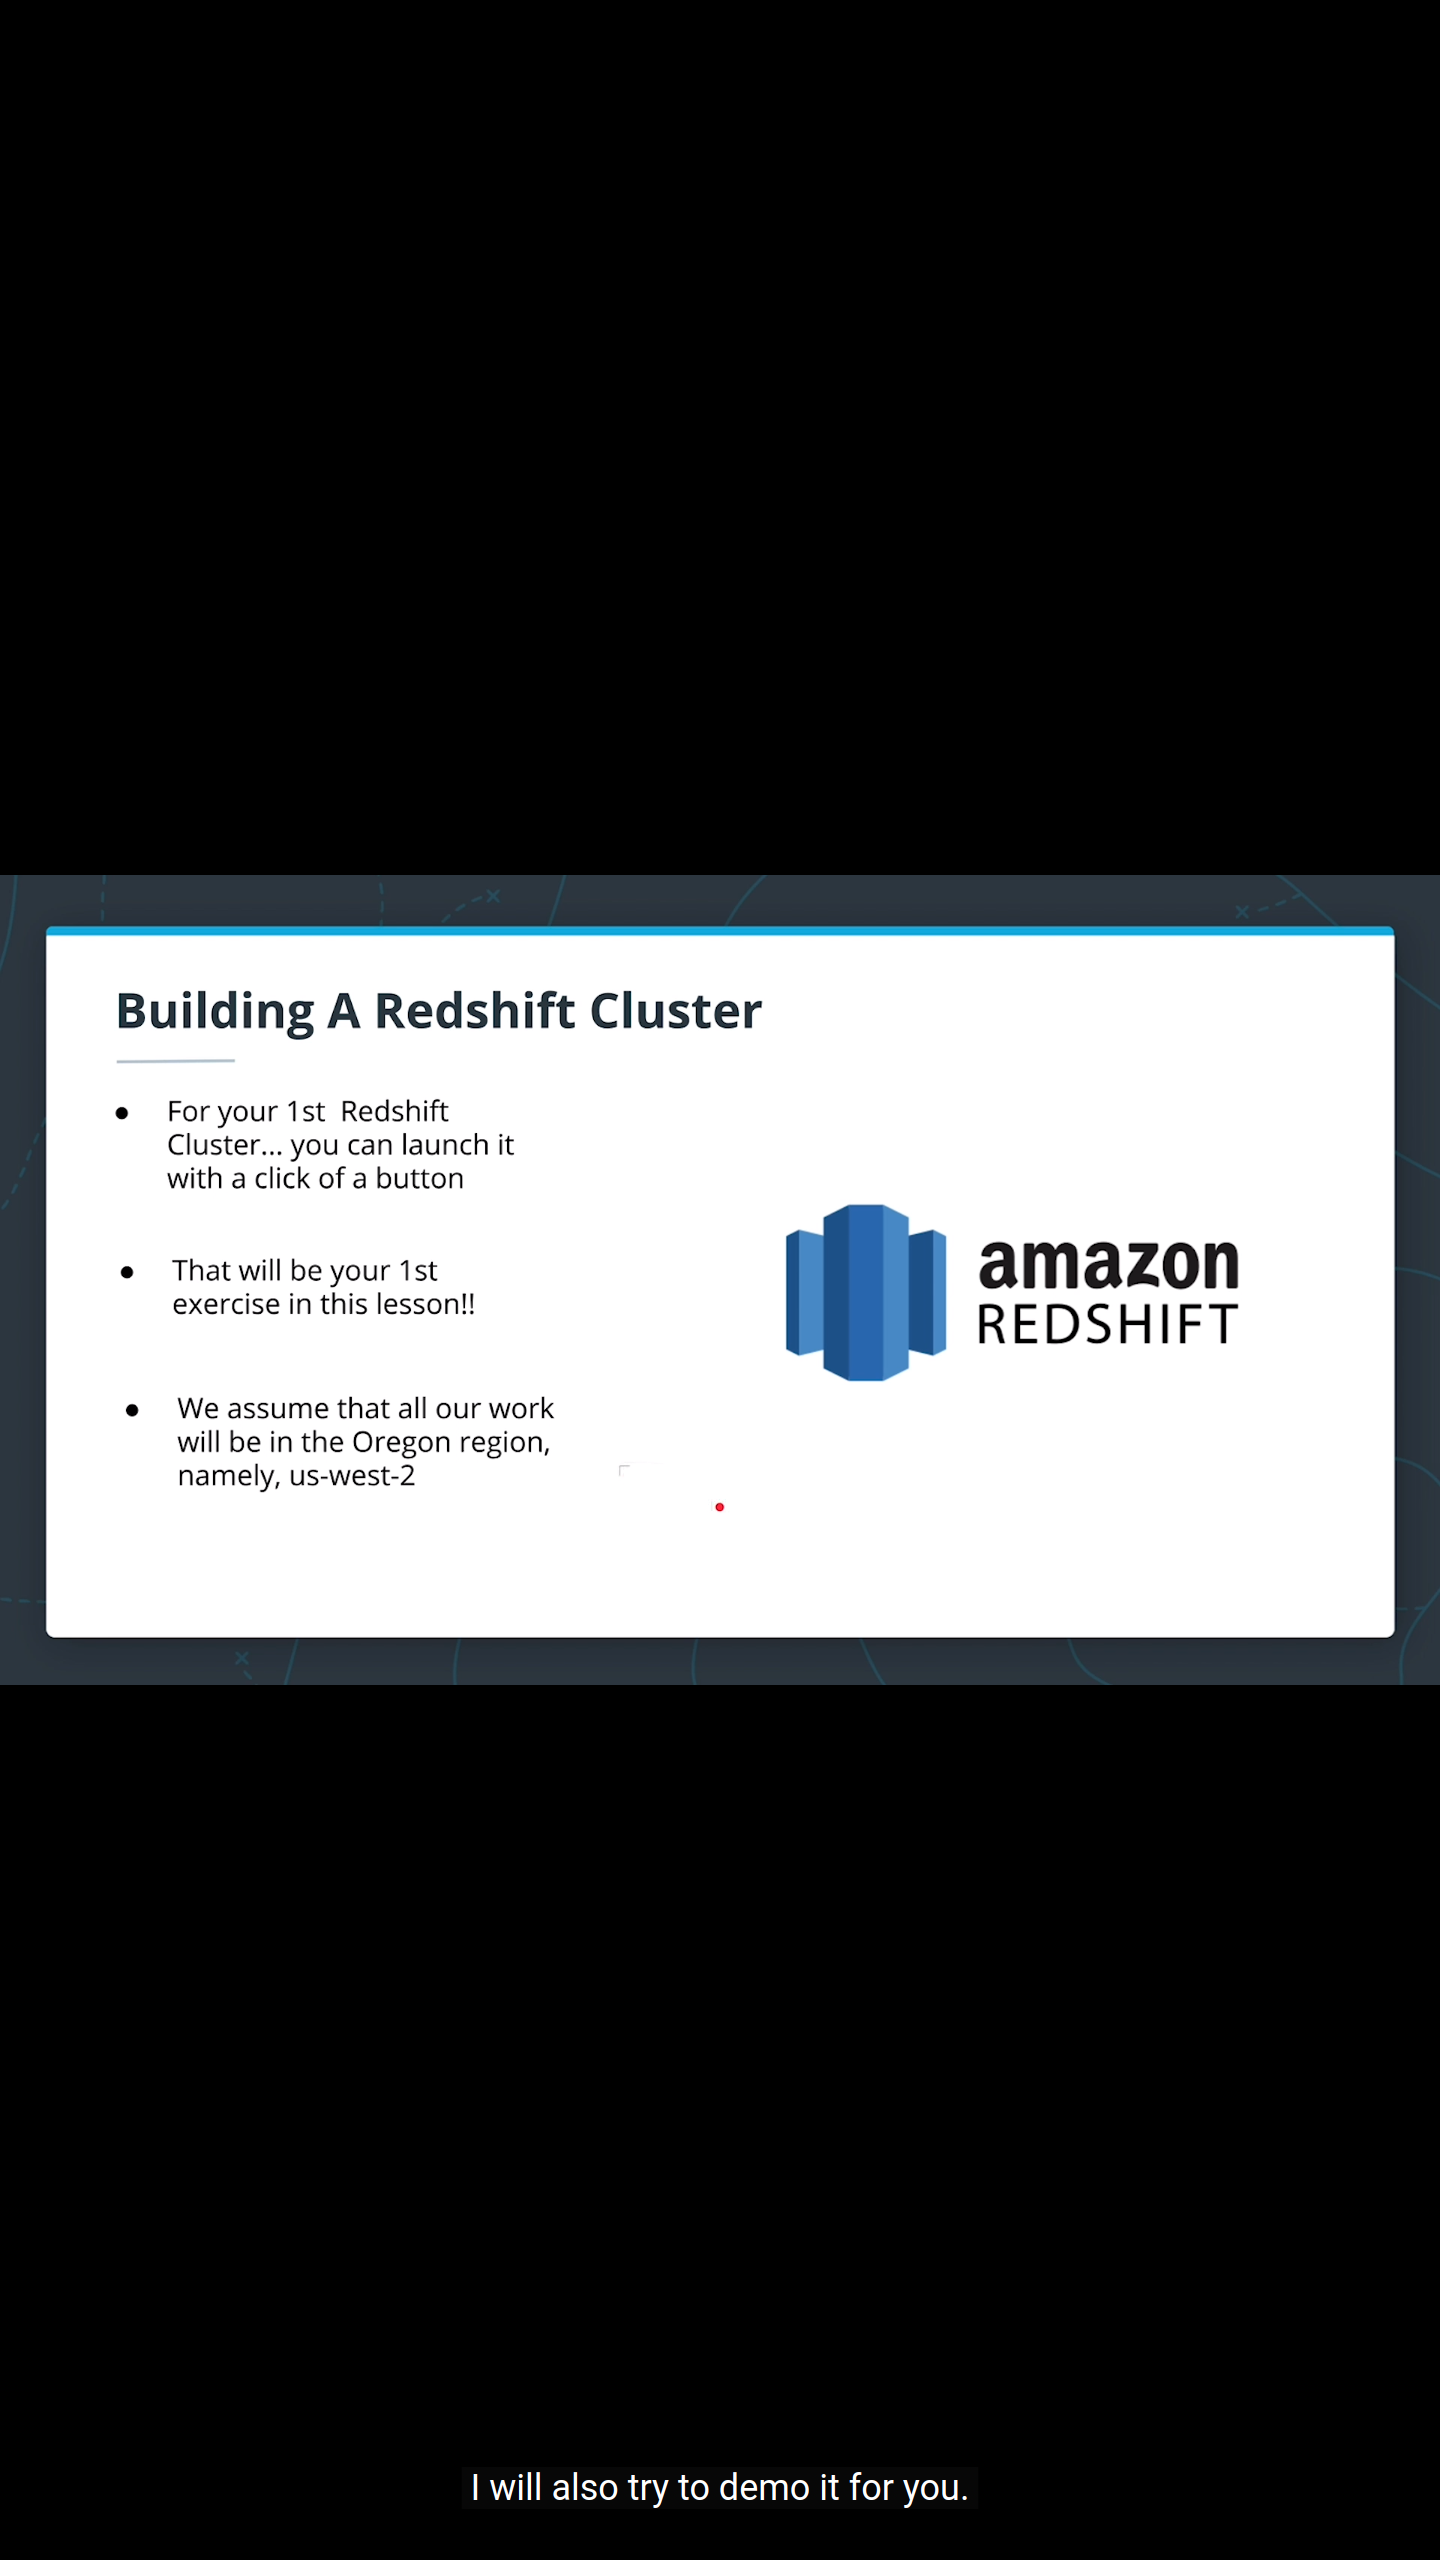 Building A Redshift Cluster
● For your 1st Redshift
Cluster... you can launch it
with a click of a button
● That will be your 1st
exercise in this lesson!!
● We assume that all our work
will be in the Oregon region,
namely, us-west-2
amazon
REDSHIFT
I will also try to demo it for you.